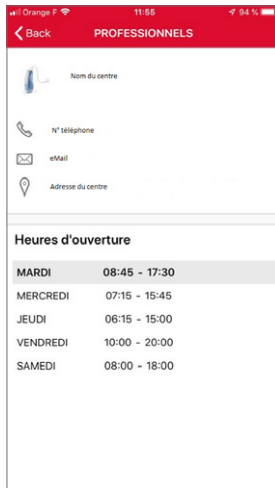 Orange F 11:55 94 %
Back PROFESSIONNELS
Nom du centre
N° téléphone
eMail
Adresse du centre
Heures d'ouverture
MARDI 08:45 - 17:30
MERCREDI 07:15 - 15:45
JEUDI 06:15 - 15:00
VENDREDI 10:00 - 20:00
SAMEDI 08:00 - 18:00